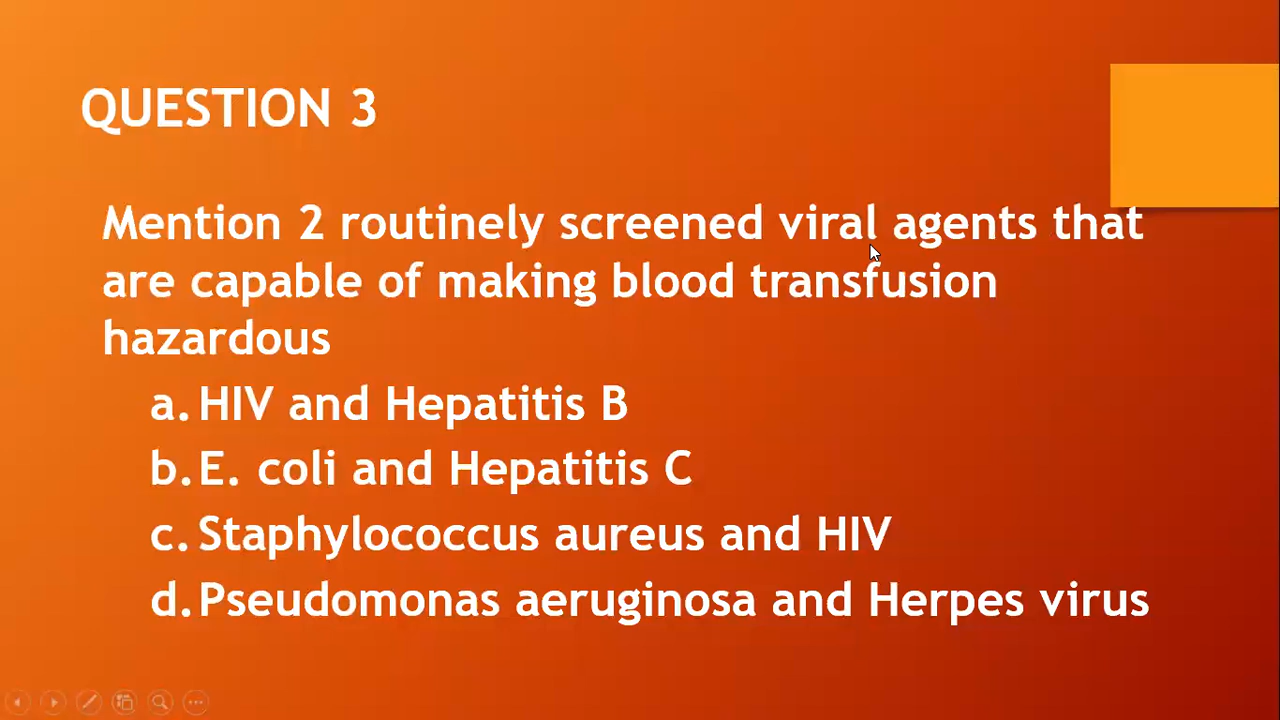 QUESTION 3
Mention 2 routinely screened viral agents that
are capable of making blood transfusion
hazardous
a. HIV and Hepatitis B
b. E. coli and Hepatitis C
c. Staphylococcus aureus and HIV
d. Pseudomonas aeruginosa and Herpes virus